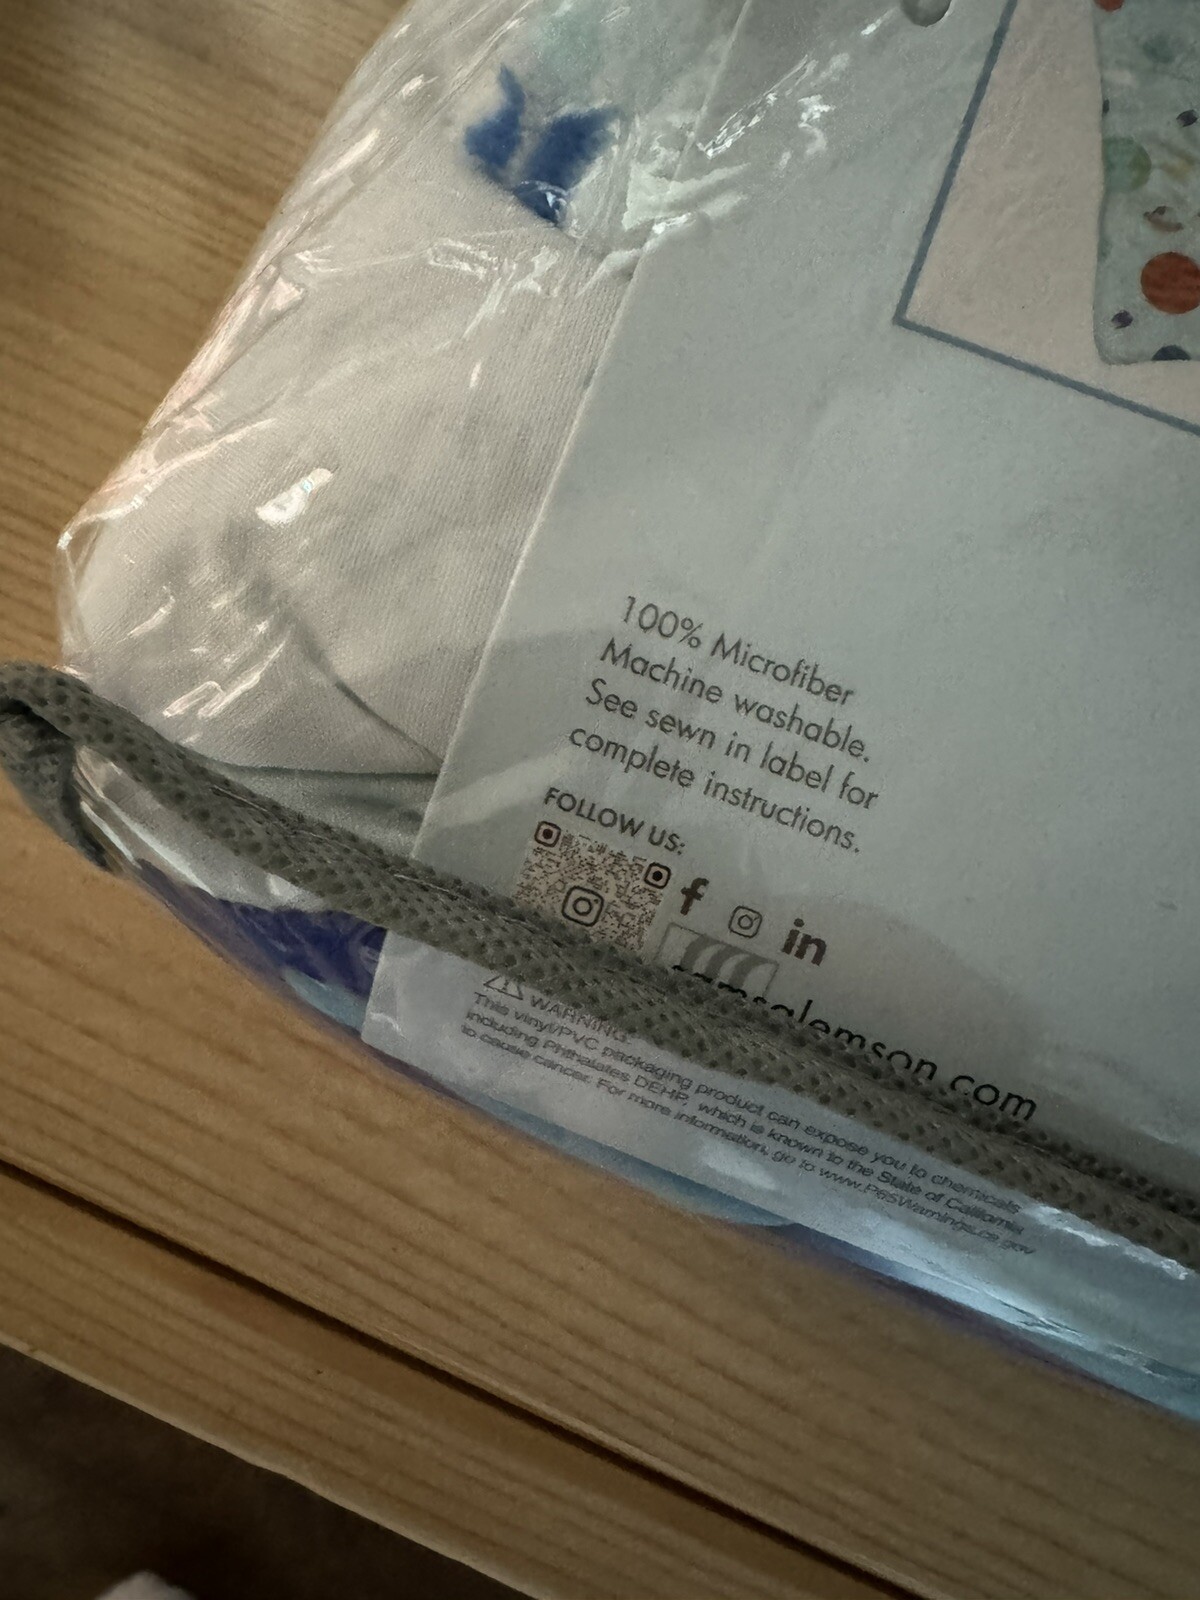 100% Microfiber
Machine washable.
See sewn in label for
complete instructions.
FOLLOW US:
f
in
samsalemson.com
WARNING:
This vinyl/PVC packaging product can expose you to chemicals
including Phthalates DEHP, which is known to the State of California
to cause cancer. For more information, go to www.P65Warnings.ca.gov